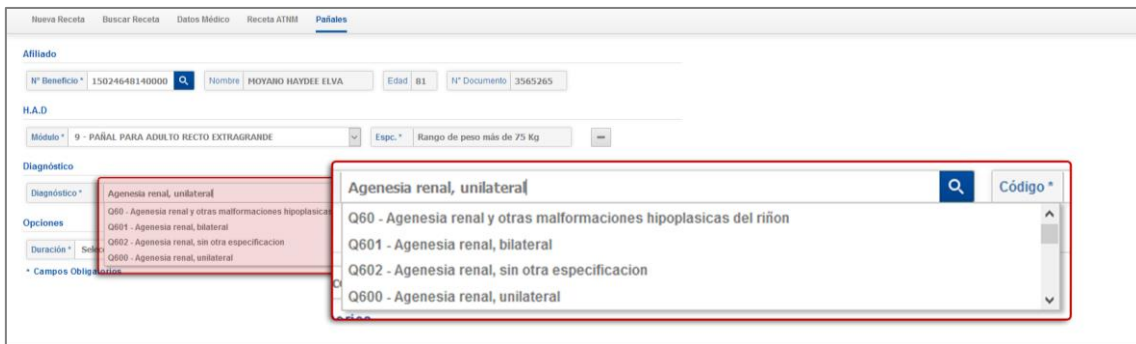 Nueva Receta Buscar Receta Datos Médico Receta ATNM Pañales
Afiliado
Nº Beneficio * 15024648140000 Nombre MOYANO HAYDEE ELVA Edad 81 N° Documento 3565265
H.A.D
Módulo * 9 - PAÑAL PARA ADULTO RECTO EXTRAGRANDE Espc. * Rango de peso más de 75 Kg
Diagnóstico
Diagnóstico * Agenesia renal, unilateral
Q60 - Agenesia renal y otras malformaciones hipoplasicas
Q601 - Agenesia renal, bilateral
Q602 - Agenesia renal, sin otra especificacion
Q600 - Agenesia renal, unilateral
Opciones
Duración *
* Campos Obligatorios
Agenesia renal, unilateral Código *
Q60 - Agenesia renal y otras malformaciones hipoplasicas del riñon
Q601 - Agenesia renal, bilateral
Q602 - Agenesia renal, sin otra especificacion
Q600 - Agenesia renal, unilateral